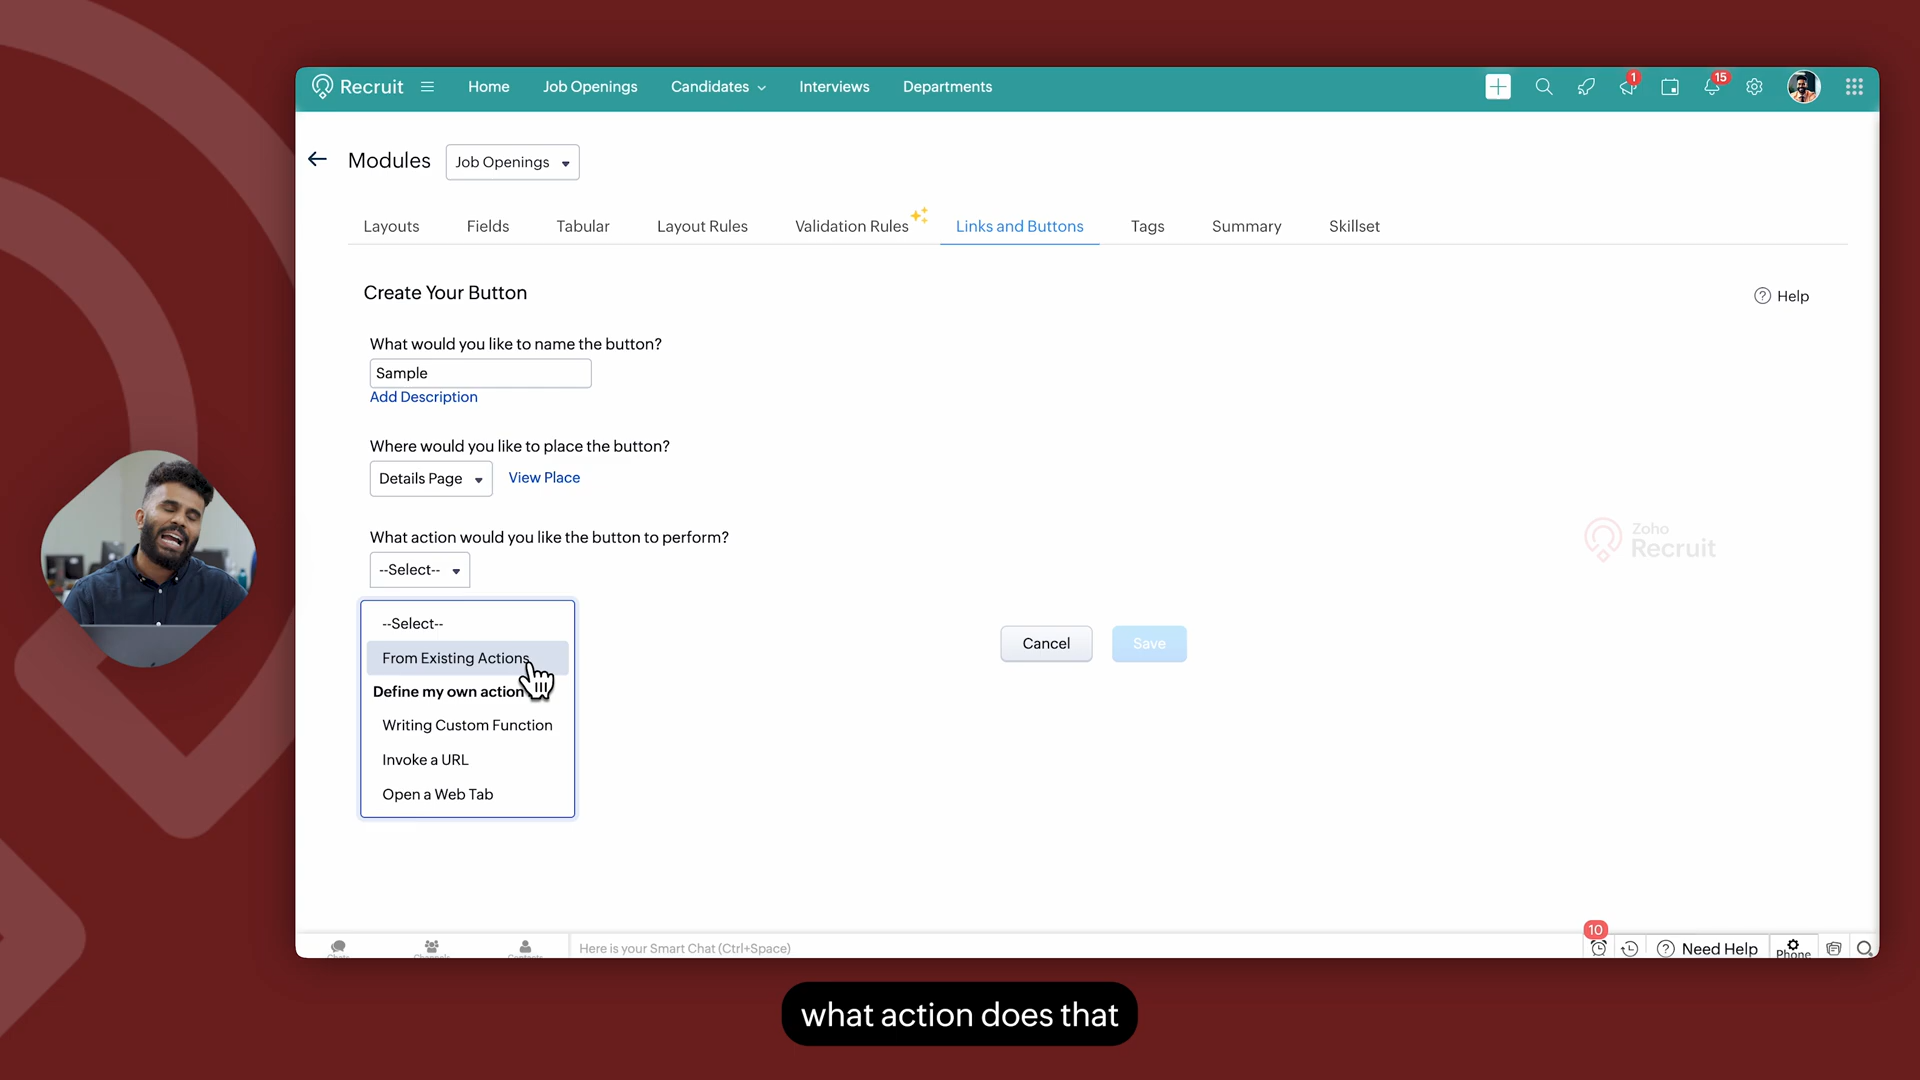 Recruit
Home
Job Openings
Candidates
Interviews
Departments
1
15
Modules
Job Openings
Layouts
Fields
Tabular
Layout Rules
Validation Rules
Links and Buttons
Tags
Summary
Skillset
Create Your Button
Help
What would you like to name the button?
Sample
Add Description
Where would you like to place the button?
Details Page
View Place
What action would you like the button to perform?
--Select--
--Select--
From Existing Actions
Define my own action
Writing Custom Function
Invoke a URL
Open a Web Tab
Cancel
Save
Zoho
Recruit
Here is your Smart Chat (Ctrl+Space)
10
Need Help
Phone
what action does that